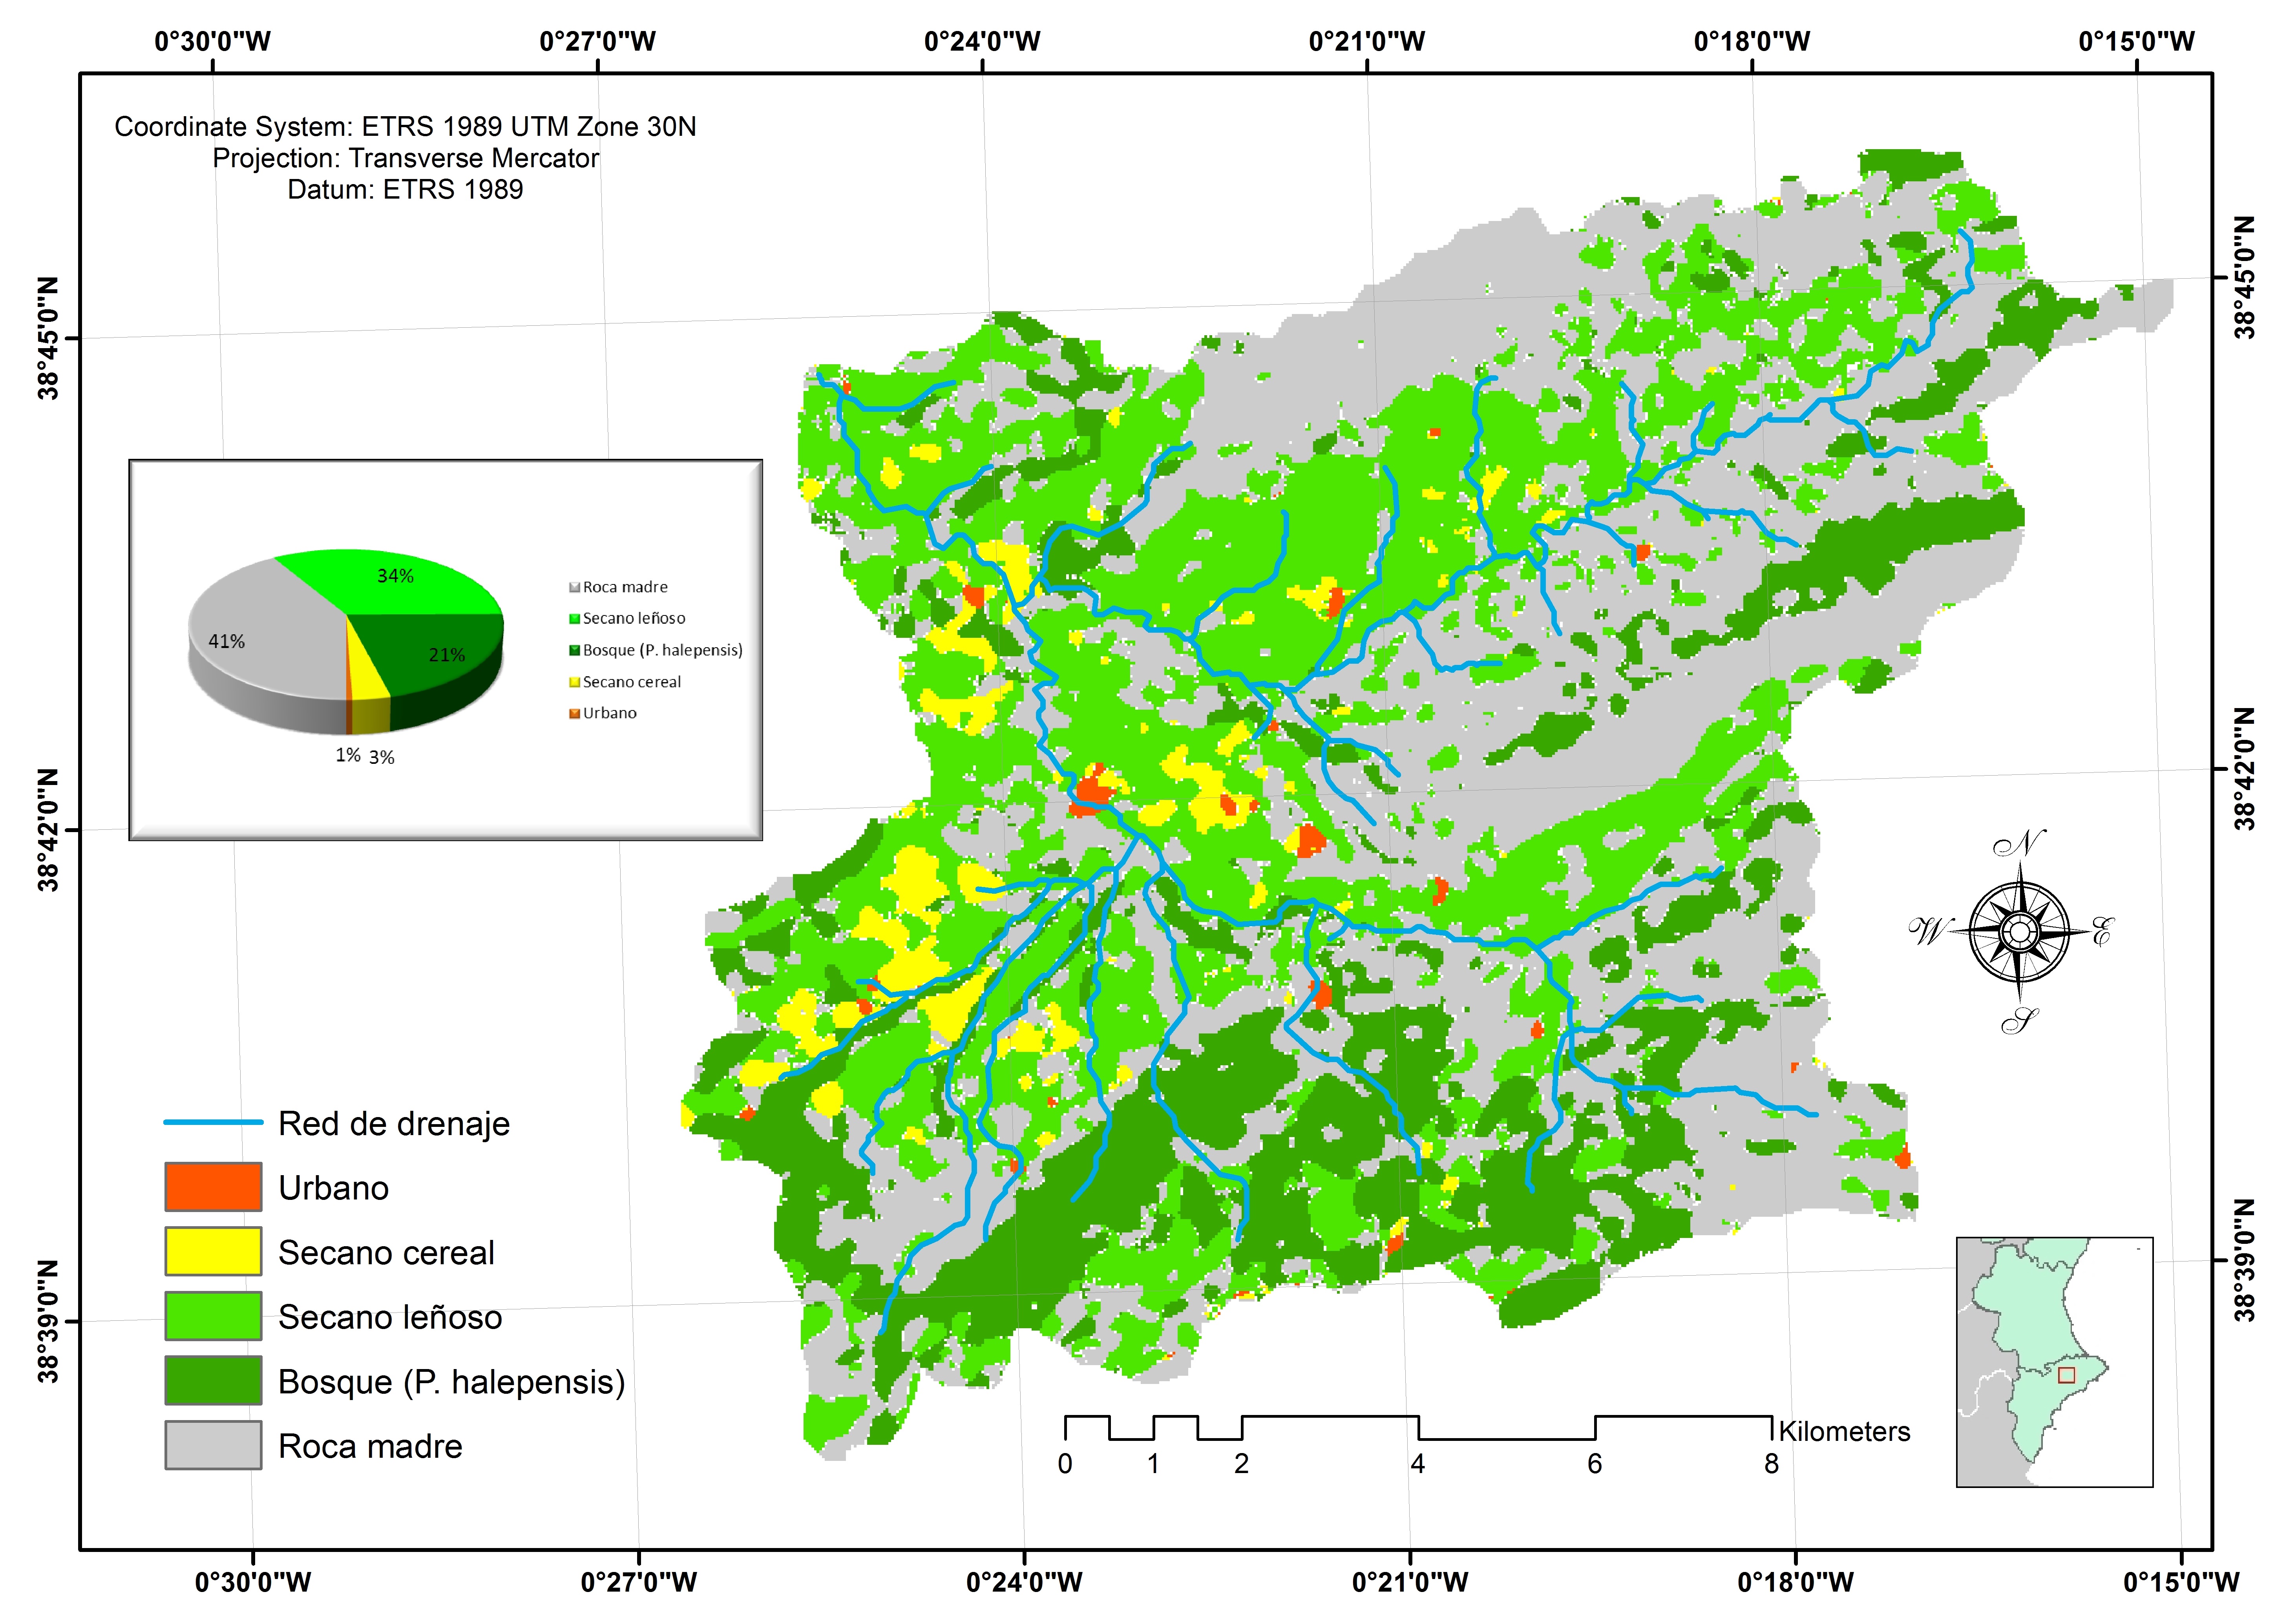 0°30'0"W
0°27'0"W
0°24'0"W
0°21'0"W
0°18'0"W
0°15'0"W
Coordinate System: ETRS 1989 UTM Zone 30N
Projection: Transverse Mercator
Datum: ETRS 1989
38°45'0"N
38°45'0"N
34%
41%
21%
1%
3%
Roca madre
Secano leñoso
Bosque (P. halepensis)
Secano cereal
Urbano
38°42'0"N
38°42'0"N
N
W
E
S
Red de drenaje
Urbano
Secano cereal
Secano leñoso
Bosque (P. halepensis)
Roca madre
38°39'0"N
38°39'0"N
Kilometers
0
1
2
4
6
8
0°30'0"W
0°27'0"W
0°24'0"W
0°21'0"W
0°18'0"W
0°15'0"W